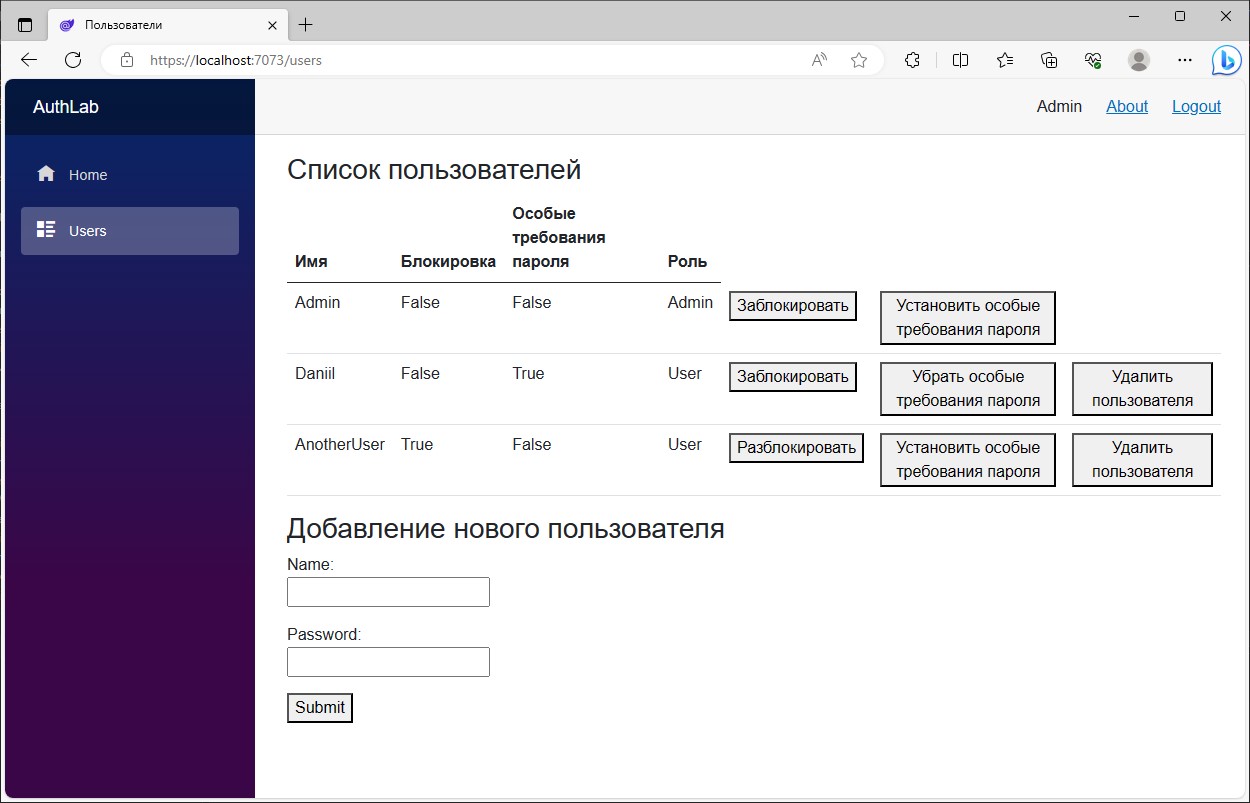 Пользователи
https://localhost:7073/users
AuthLab
Admin About Logout
Home
Users
Список пользователей
Особые
требования
Имя Блокировка пароля Роль
Admin False False Admin Заблокировать Установить особые
требования пароля
Daniil False True User Заблокировать Убрать особые Удалить
требования пароля пользователя
AnotherUser True False User Разблокировать Установить особые Удалить
требования пароля пользователя
Добавление нового пользователя
Name:
Password:
Submit